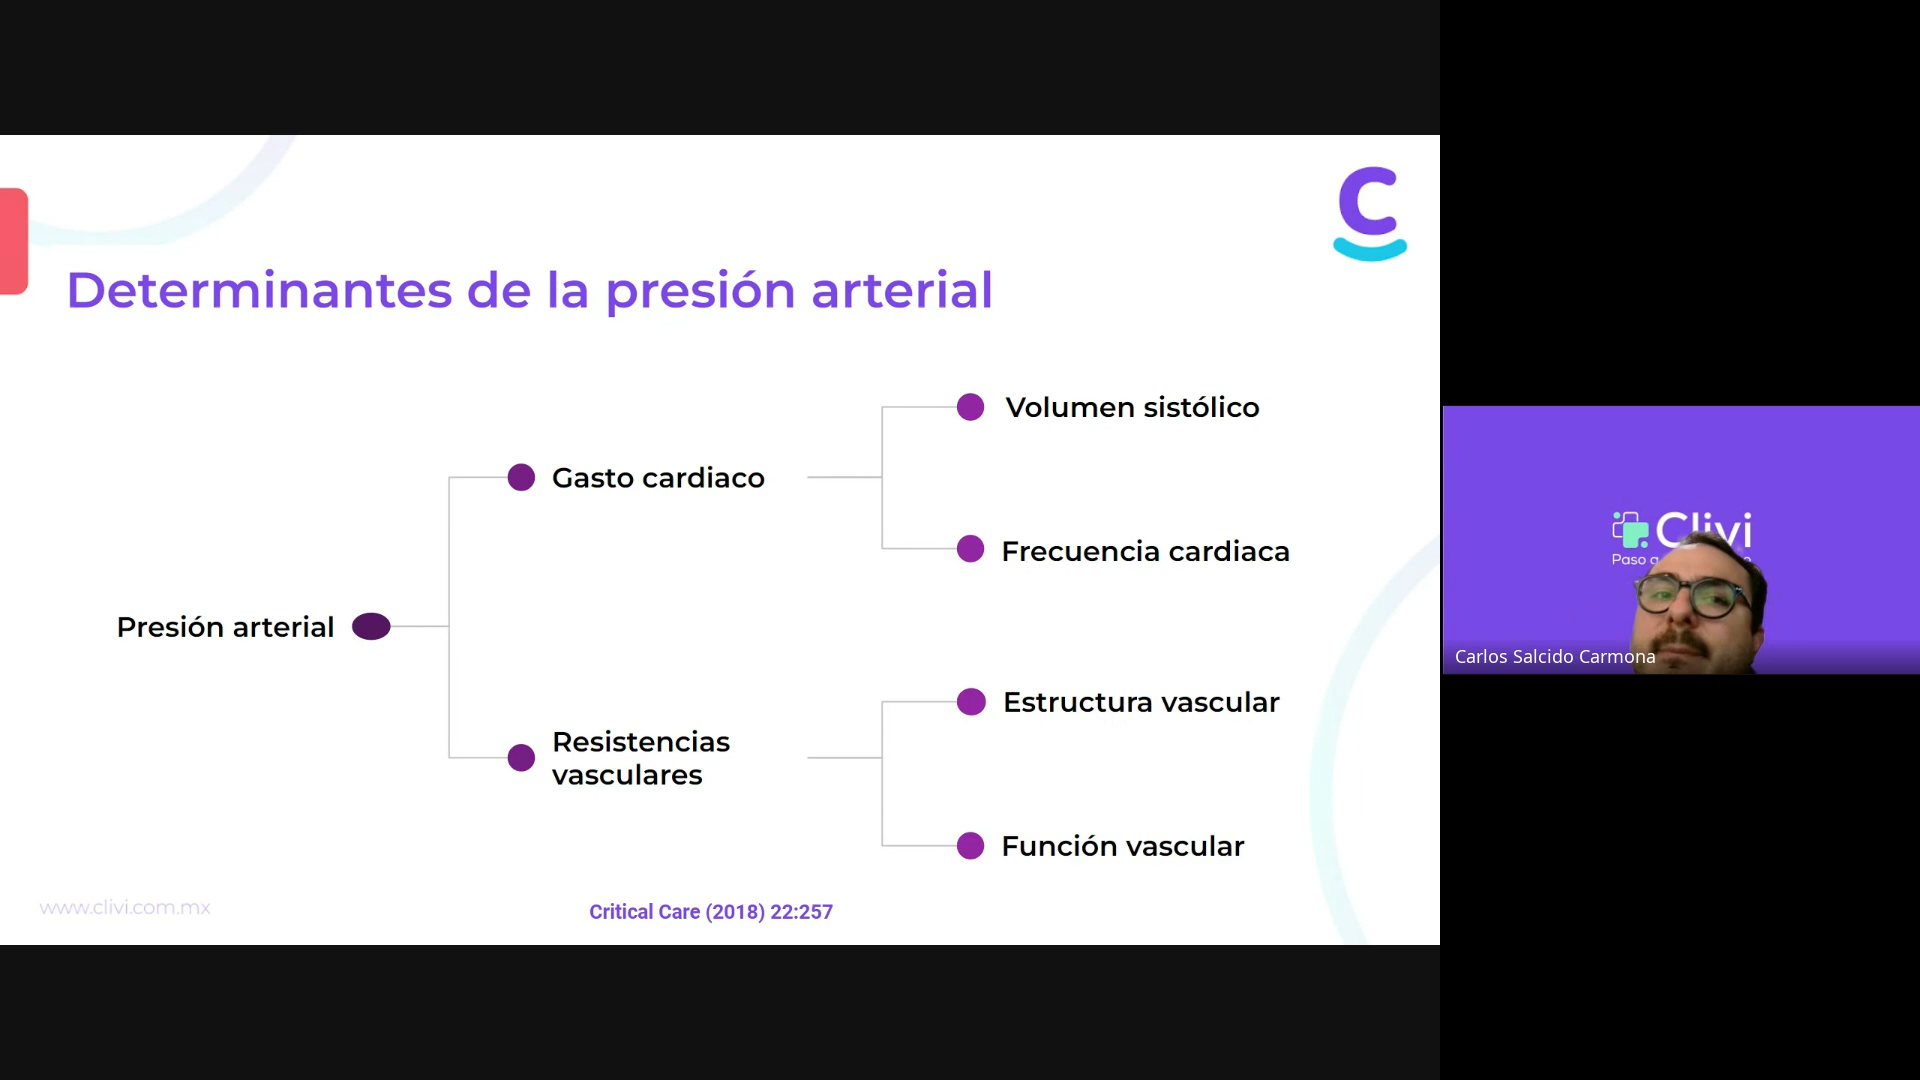 C
Determinantes de la presión arterial
Volumen sistólico
Gasto cardiaco
Frecuencia cardiaca
Presión arterial
Estructura vascular
Resistencias
vasculares
Función vascular
www.clivi.com.mx
Critical Care (2018) 22:257
Clivi
Paso a
Carlos Salcido Carmona